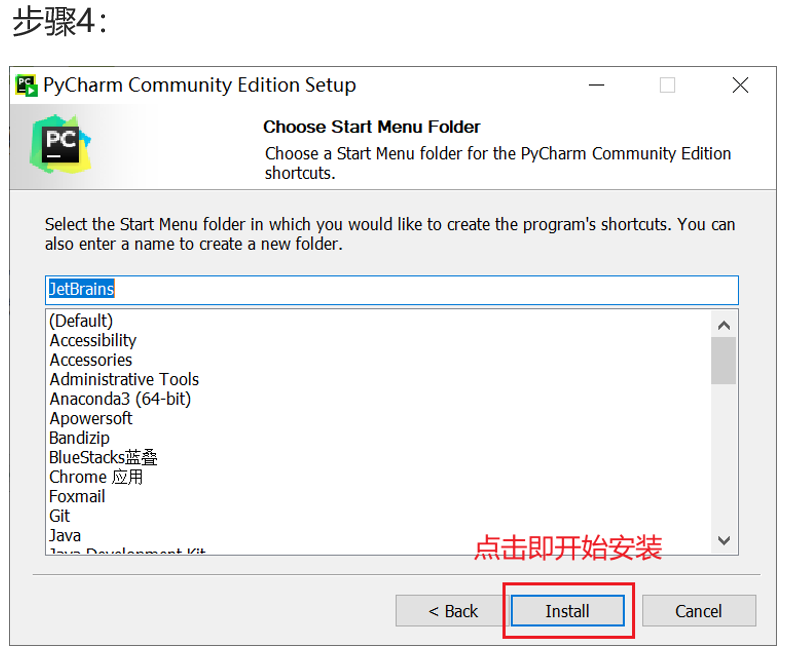 步骤4：
PyCharm Community Edition Setup
PC
Choose Start Menu Folder
Choose a Start Menu folder for the PyCharm Community Edition
shortcuts.
Select the Start Menu folder in which you would like to create the program's shortcuts. You can
also enter a name to create a new folder.
JetBrains
(Default)
Accessibility
Accessories
Administrative Tools
Anaconda3 (64-bit)
Apowersoft
Bandizip
BlueStacks蓝叠
Chrome 应用
Foxmail
Git
Java
Java Development Kit
点击即开始安装
< Back
Install
Cancel